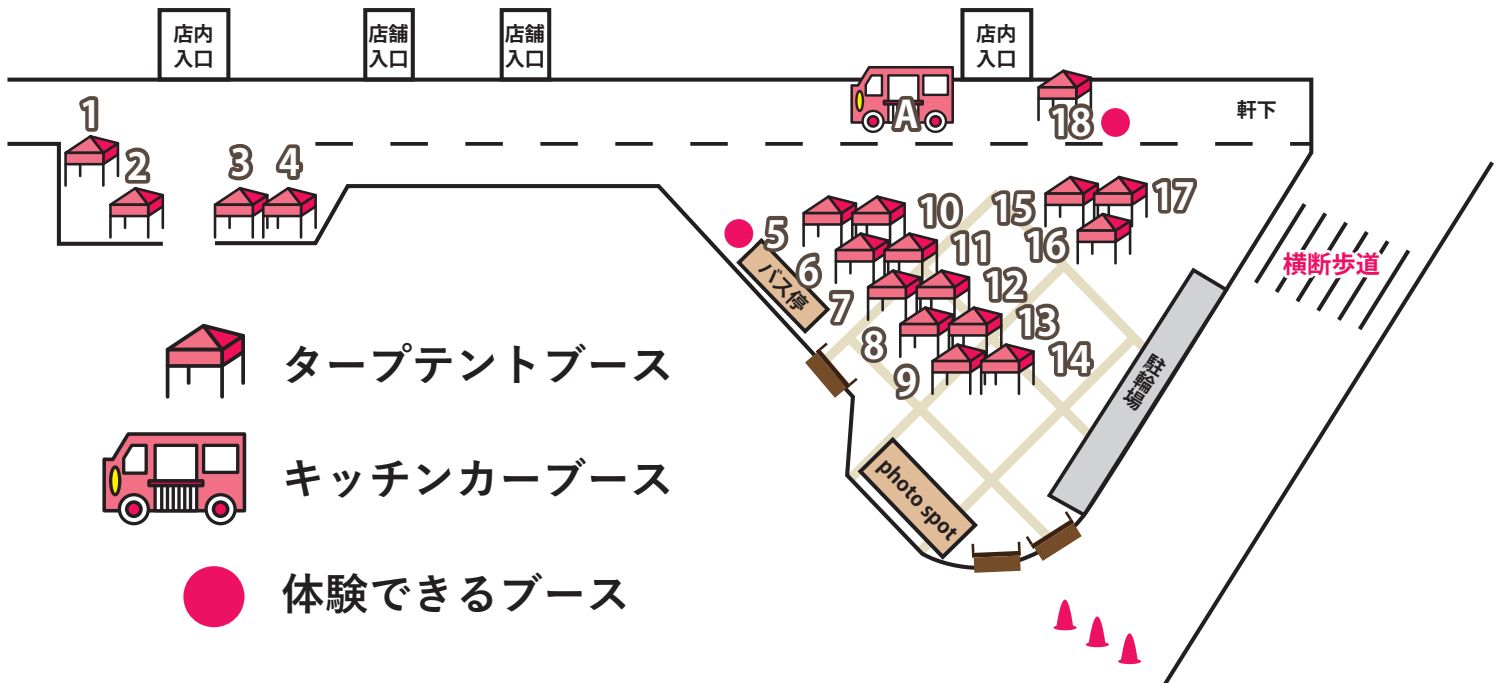 店内
入口
店舗
入口
店舗
入口
店内
入口
軒下
A
18
1
2
3
4
5
6
7
8
9
10
11
12
13
14
15
16
17
バス停
横断歩道
駐輪場
photo spot
タープテントブース
キッチンカーブース
体験できるブース